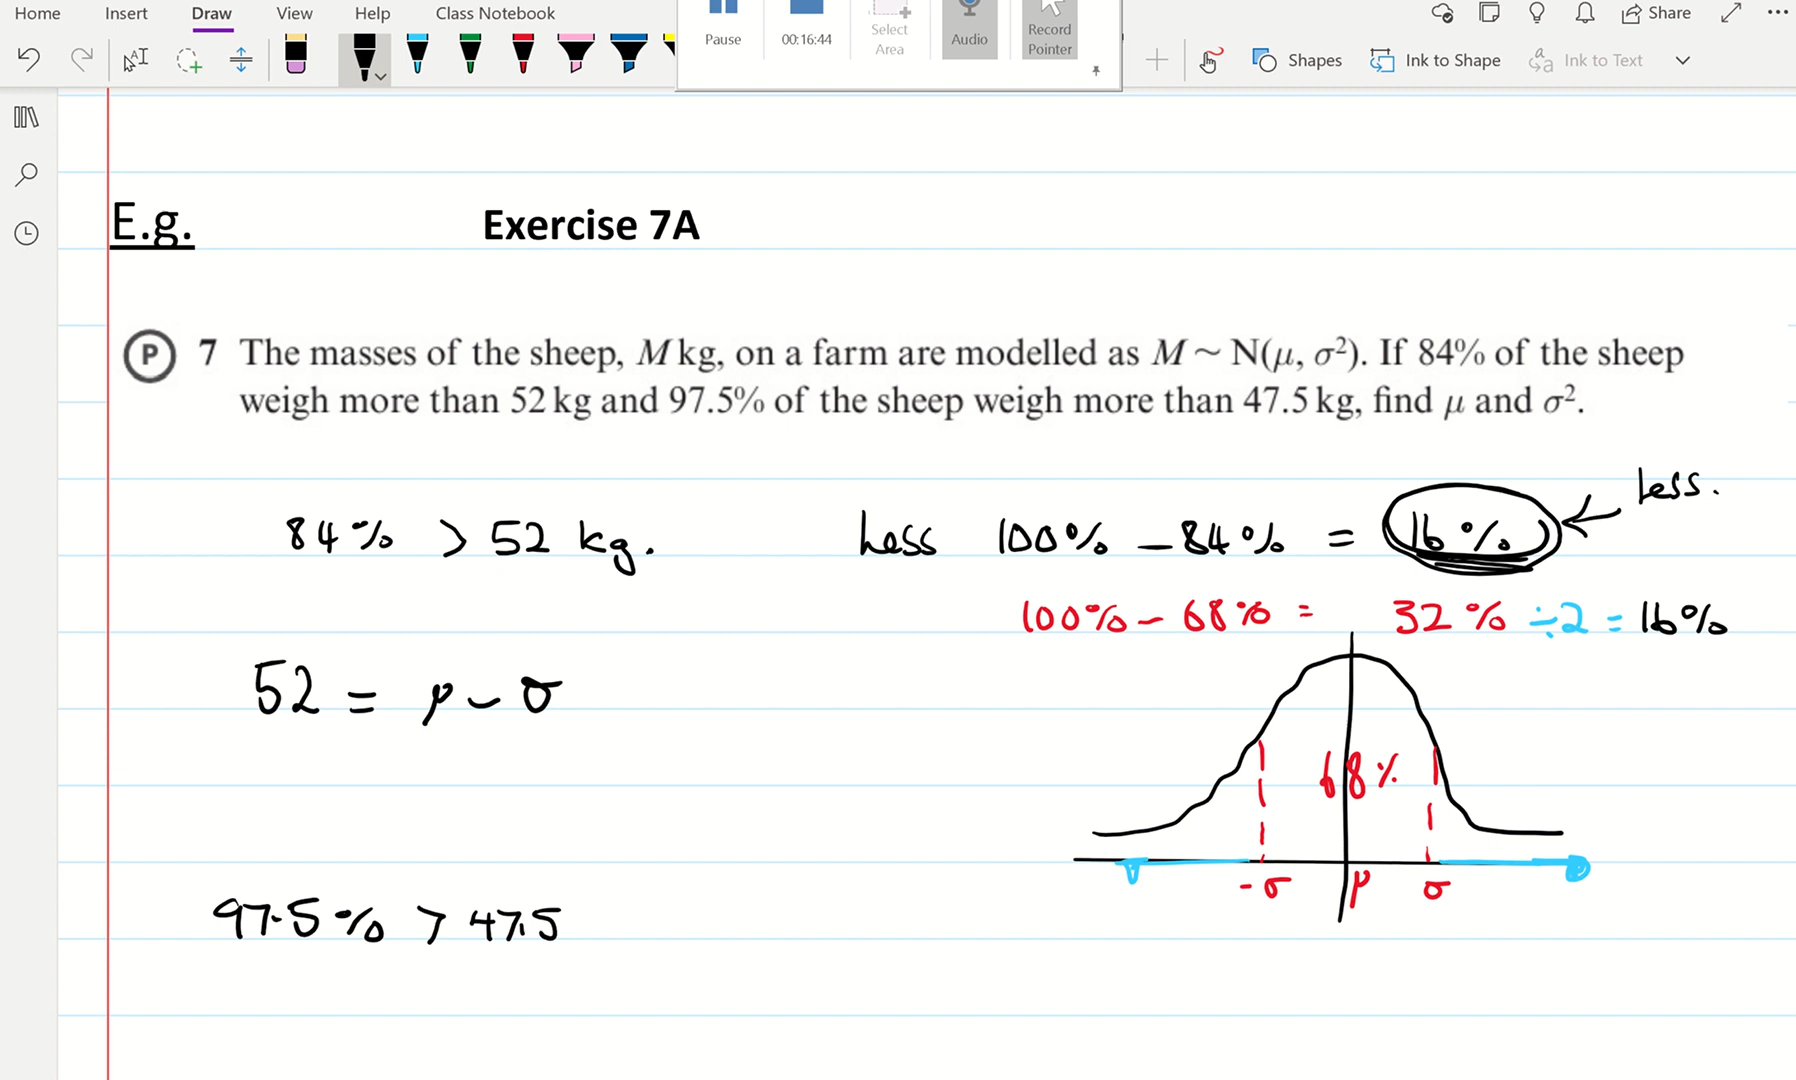 Home Insert Draw View Help Class Notebook Share
Pause 00:16:44 Select Area Audio Record Pointer
Shapes Ink to Shape Ink to Text
E.g. Exercise 7A
P 7 The masses of the sheep, M kg, on a farm are modelled as M ~ N(μ, σ²). If 84% of the sheep
weigh more than 52 kg and 97.5% of the sheep weigh more than 47.5 kg, find μ and σ².
Less.
84% > 52 kg. Less 100% - 84% = 16%
100% - 68% = 32% ÷2 = 16%
52 = μ - σ
68%
-σ μ σ
97.5% > 47.5